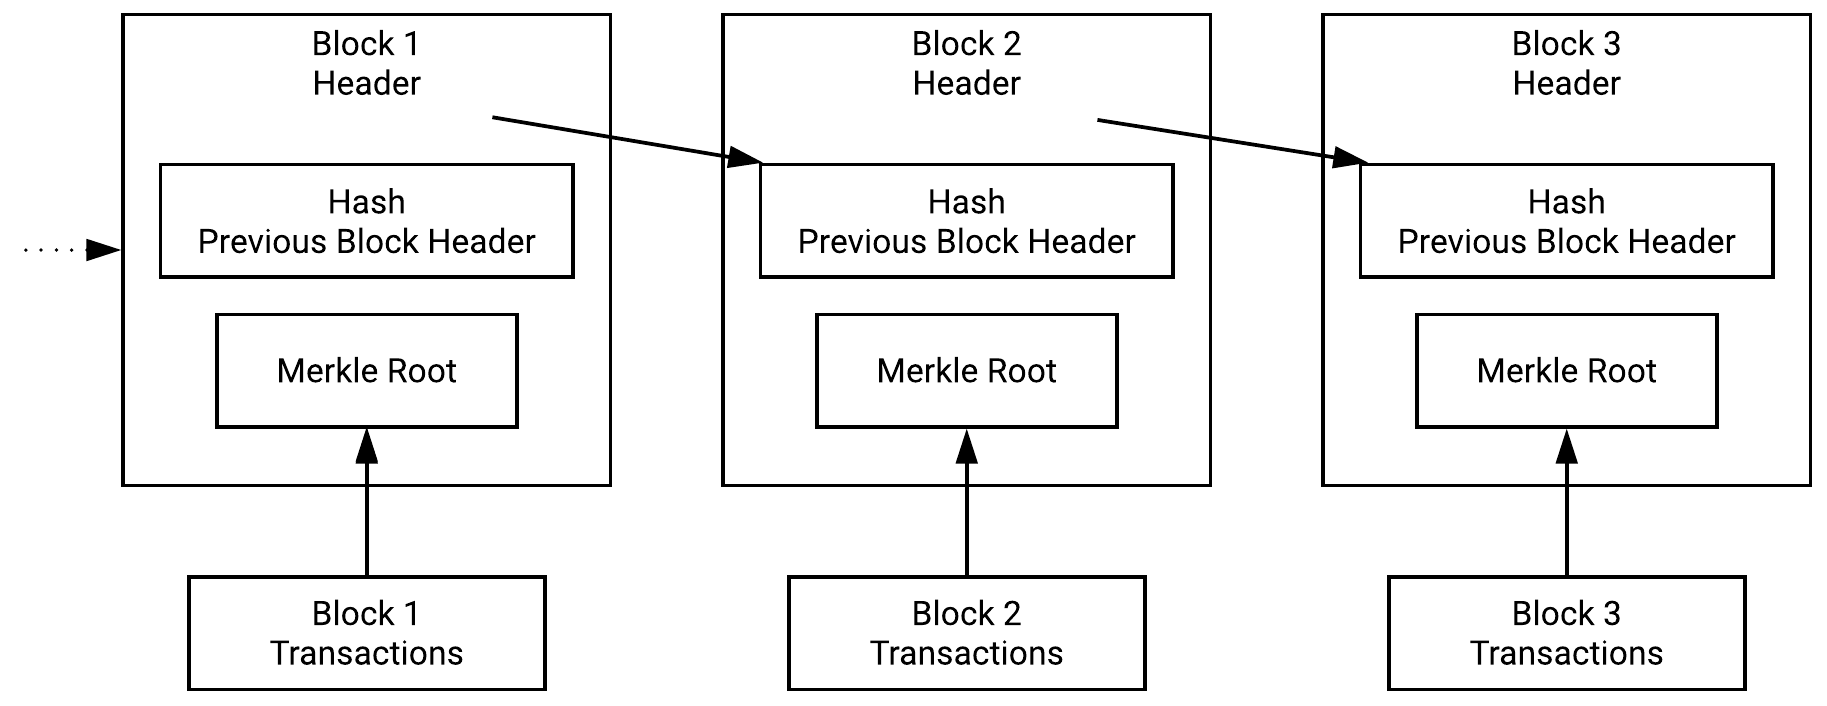 Block 1
Header
Hash
Previous Block Header
Merkle Root
Block 1
Transactions
Block 2
Header
Hash
Previous Block Header
Merkle Root
Block 2
Transactions
Block 3
Header
Hash
Previous Block Header
Merkle Root
Block 3
Transactions